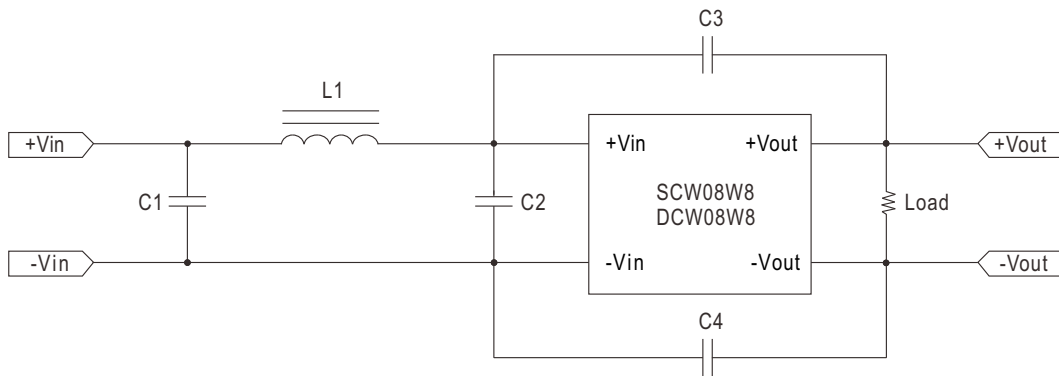 C3
L1
+Vin
+Vin
+Vout
+Vout
C1
C2
SCW08W8
DCW08W8
Load
-Vin
-Vin
-Vout
-Vout
C4